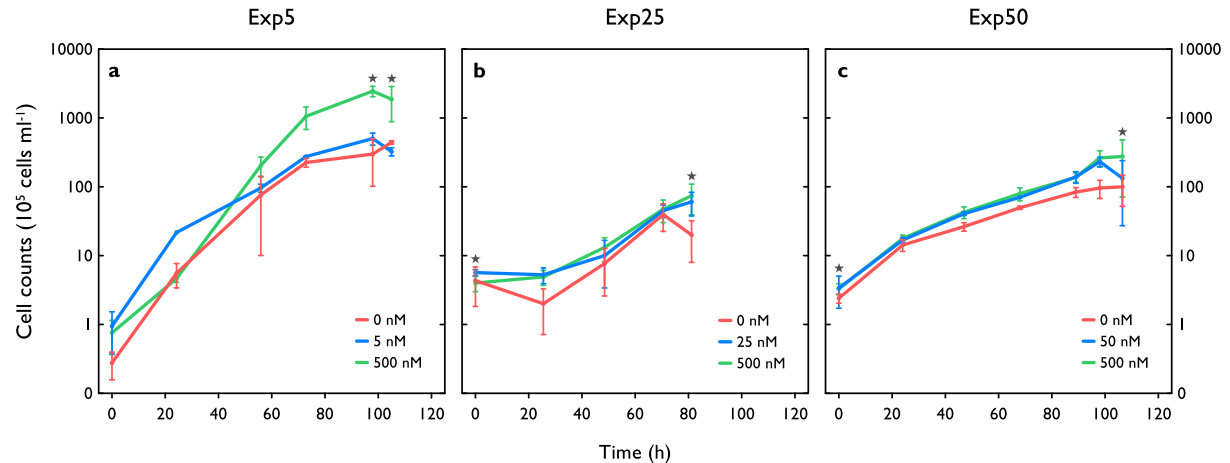 Exp5 Exp25 Exp50
a b c
Cell counts (10⁵ cells ml⁻¹)
10000 10000
1000 1000
100 100
10 10
1 1
0 0
0 nM 0 nM 0 nM
5 nM 25 nM 50 nM
500 nM 500 nM 500 nM
0 20 40 60 80 100 120 0 20 40 60 80 100 120 0 20 40 60 80 100 120
Time (h)